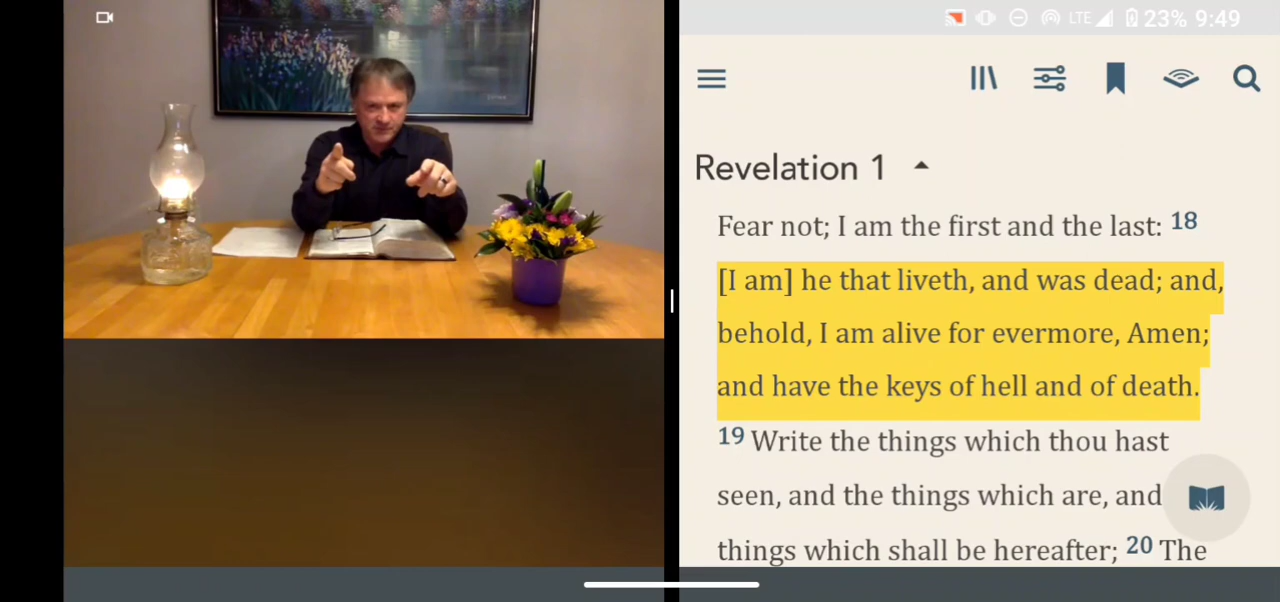 LTE 23% 9:49
Revelation 1
Fear not; I am the first and the last: 18
[I am] he that liveth, and was dead; and,
behold, I am alive for evermore, Amen;
and have the keys of hell and of death.
19 Write the things which thou hast
seen, and the things which are, and
things which shall be hereafter; 20 The